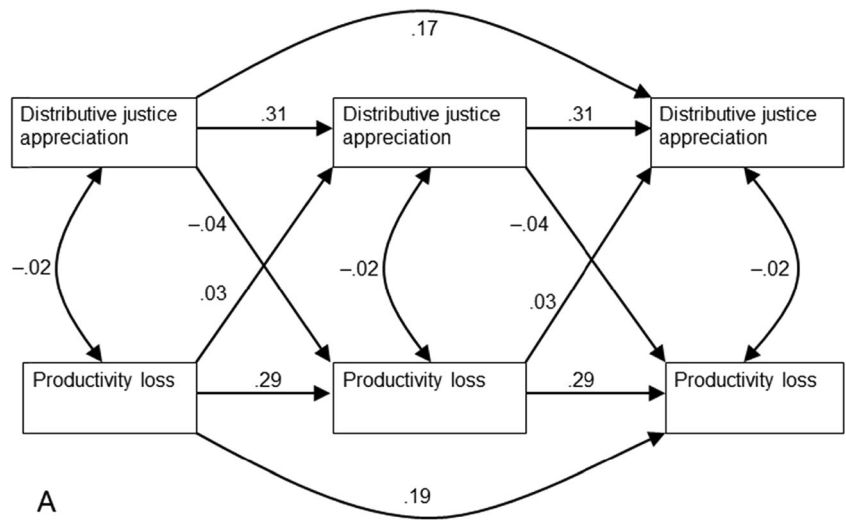 .17
Distributive justice
appreciation
.31
Distributive justice
appreciation
.31
Distributive justice
appreciation
–.04
–.04
–.02
–.02
–.02
.03
.03
Productivity loss
.29
Productivity loss
.29
Productivity loss
.19
A